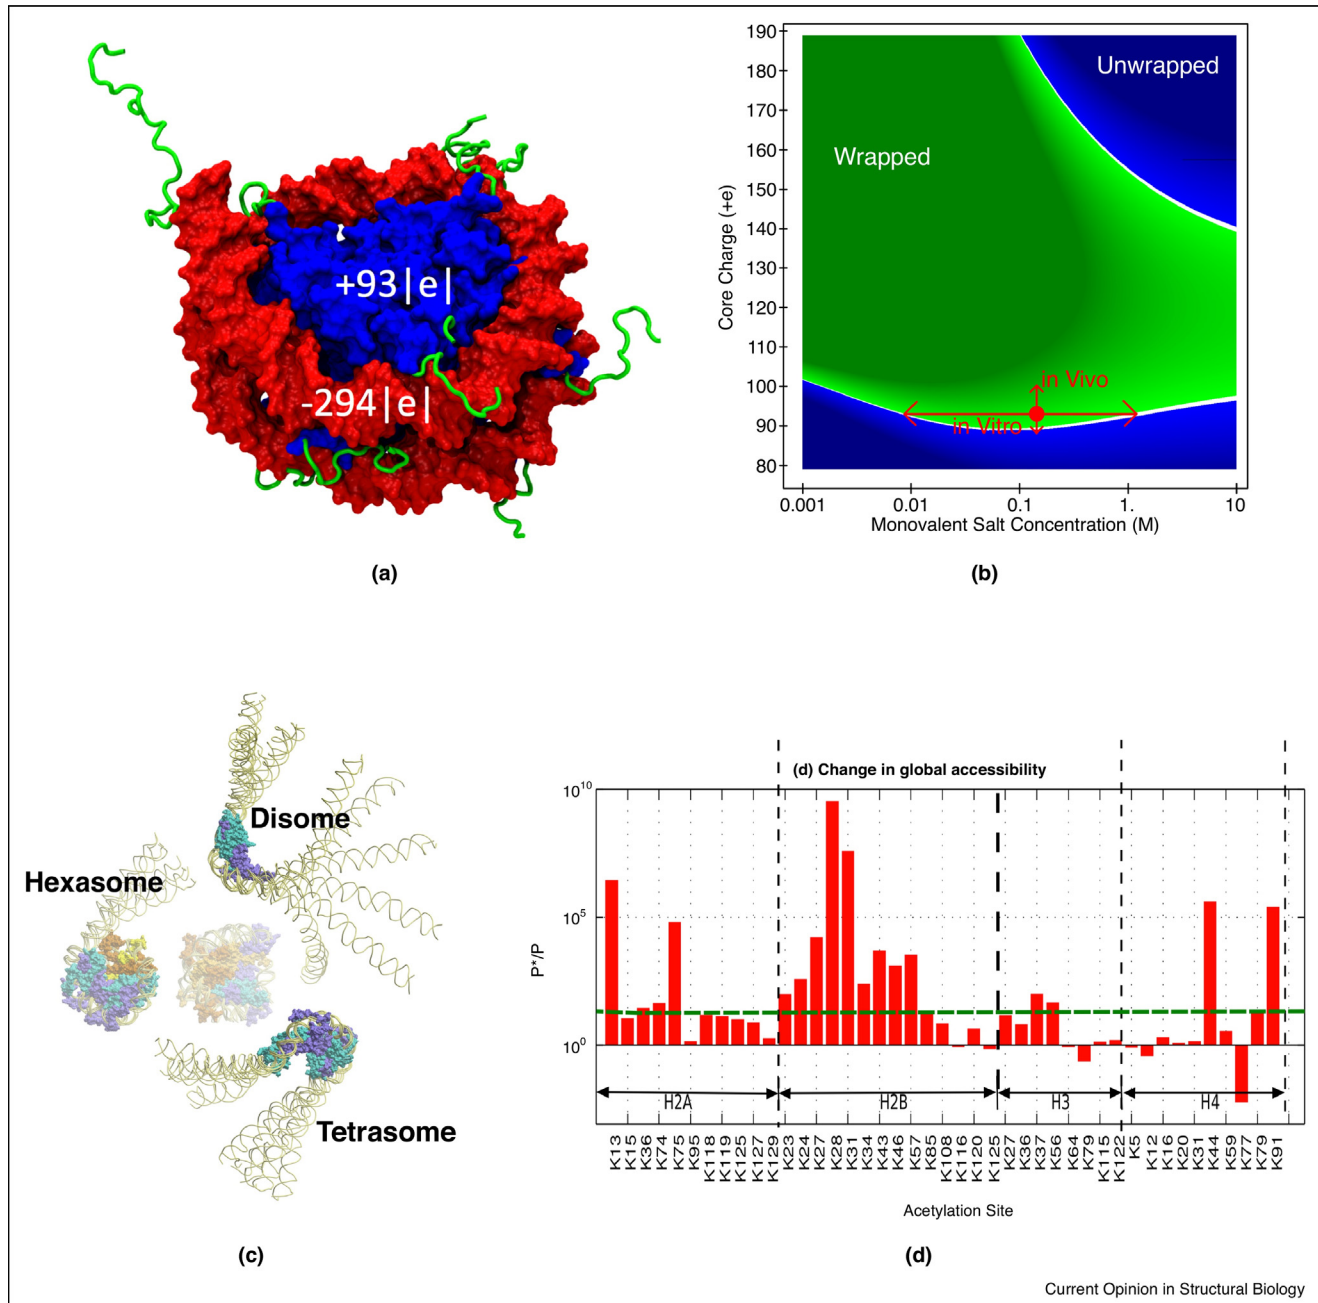 +93|e|
-294|e|
(a)
190
180
170
160
150
140
130
120
110
100
90
80
Core Charge (+e)
Unwrapped
Wrapped
in Vivo
in Vitro
0.001
0.01
0.1
1.
10
Monovalent Salt Concentration (M)
(b)
Disome
Hexasome
Tetrasome
(c)
(d) Change in global accessibility
10^10
10^5
10^0
P*/P
H2A
H2B
H3
H4
K13
K15
K36
K74
K75
K95
K118
K119
K125
K127
K129
K23
K24
K27
K28
K31
K34
K43
K46
K57
K85
K108
K116
K120
K125
K27
K36
K37
K56
K64
K79
K115
K122
K5
K12
K16
K20
K31
K44
K59
K77
K79
K91
Acetylation Site
(d)
Current Opinion in Structural Biology